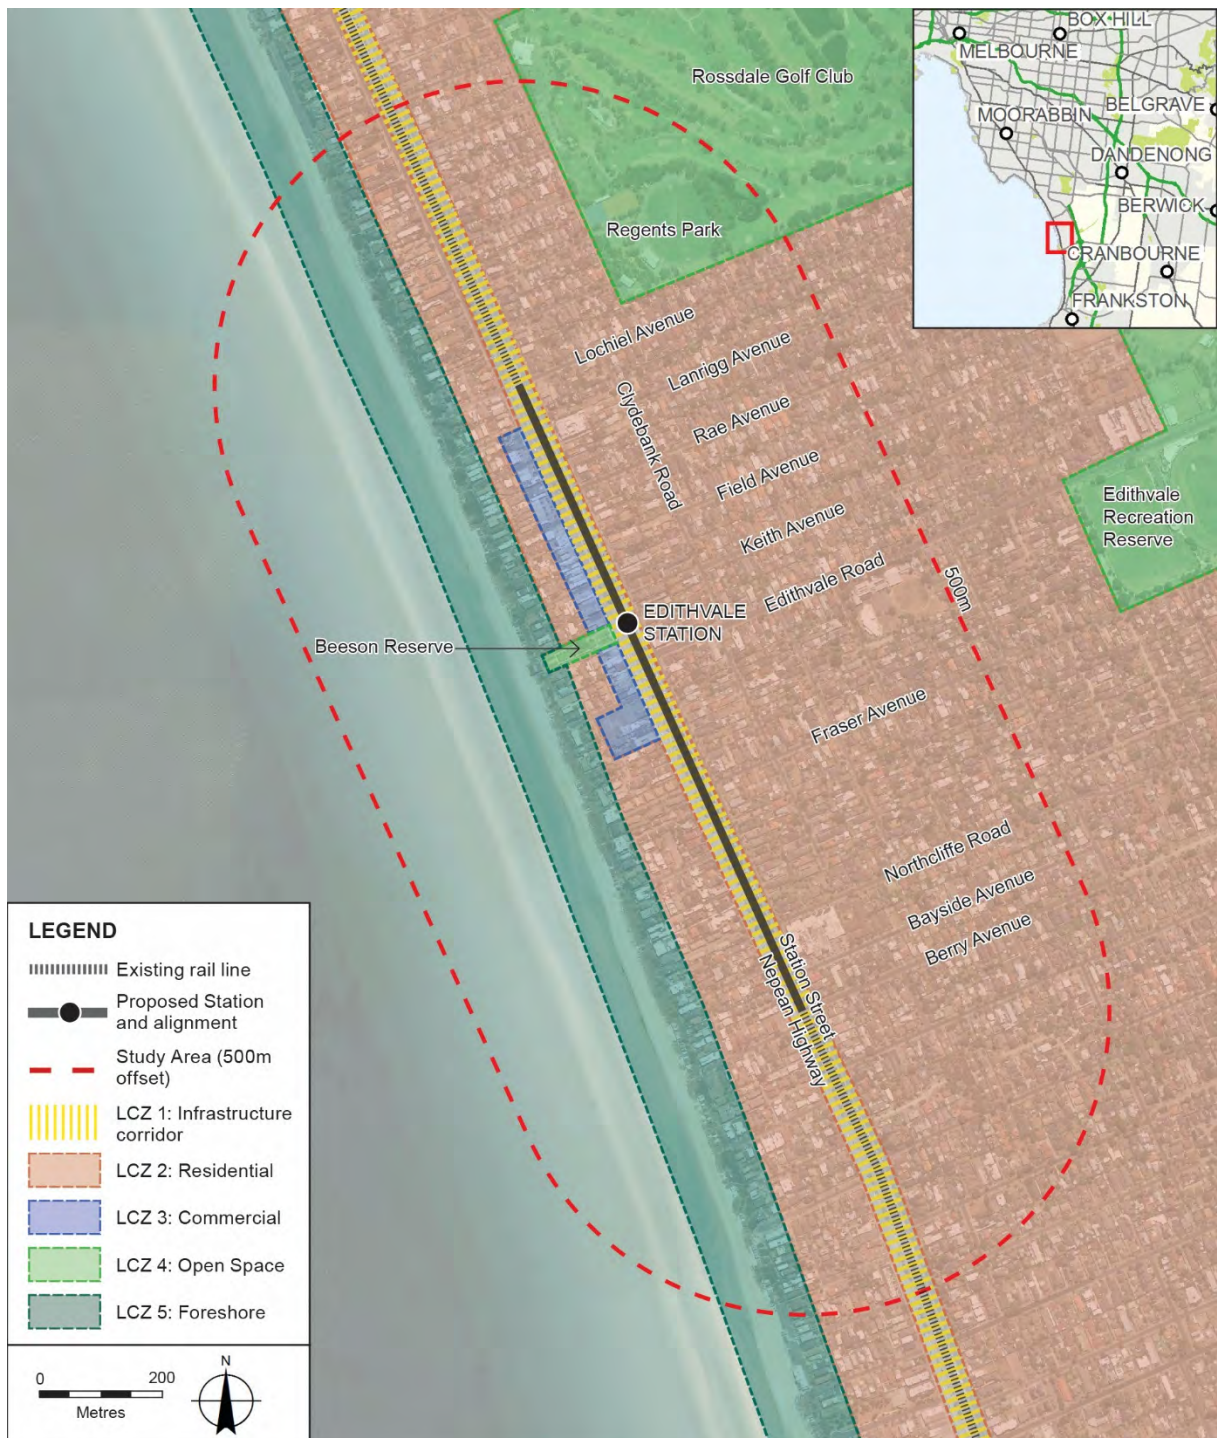 Rossdale Golf Club
BOX HILL
MELBOURNE
BELGRAVE
MOORABBIN
DANDENONG
BERWICK
CRANBOURNE
FRANKSTON
Regents Park
Lochiel Avenue
Lanrigg Avenue
Clydebank Road
Rae Avenue
Field Avenue
Keith Avenue
Edithvale Road
Edithvale
Recreation
Reserve
500m
EDITHVALE
STATION
Beeson Reserve
Fraser Avenue
Northcliffe Road
Bayside Avenue
Berry Avenue
Station Street
Nepean Highway
LEGEND
Existing rail line
Proposed Station
and alignment
Study Area (500m
offset)
LCZ 1: Infrastructure
corridor
LCZ 2: Residential
LCZ 3: Commercial
LCZ 4: Open Space
LCZ 5: Foreshore
0 200
Metres
N